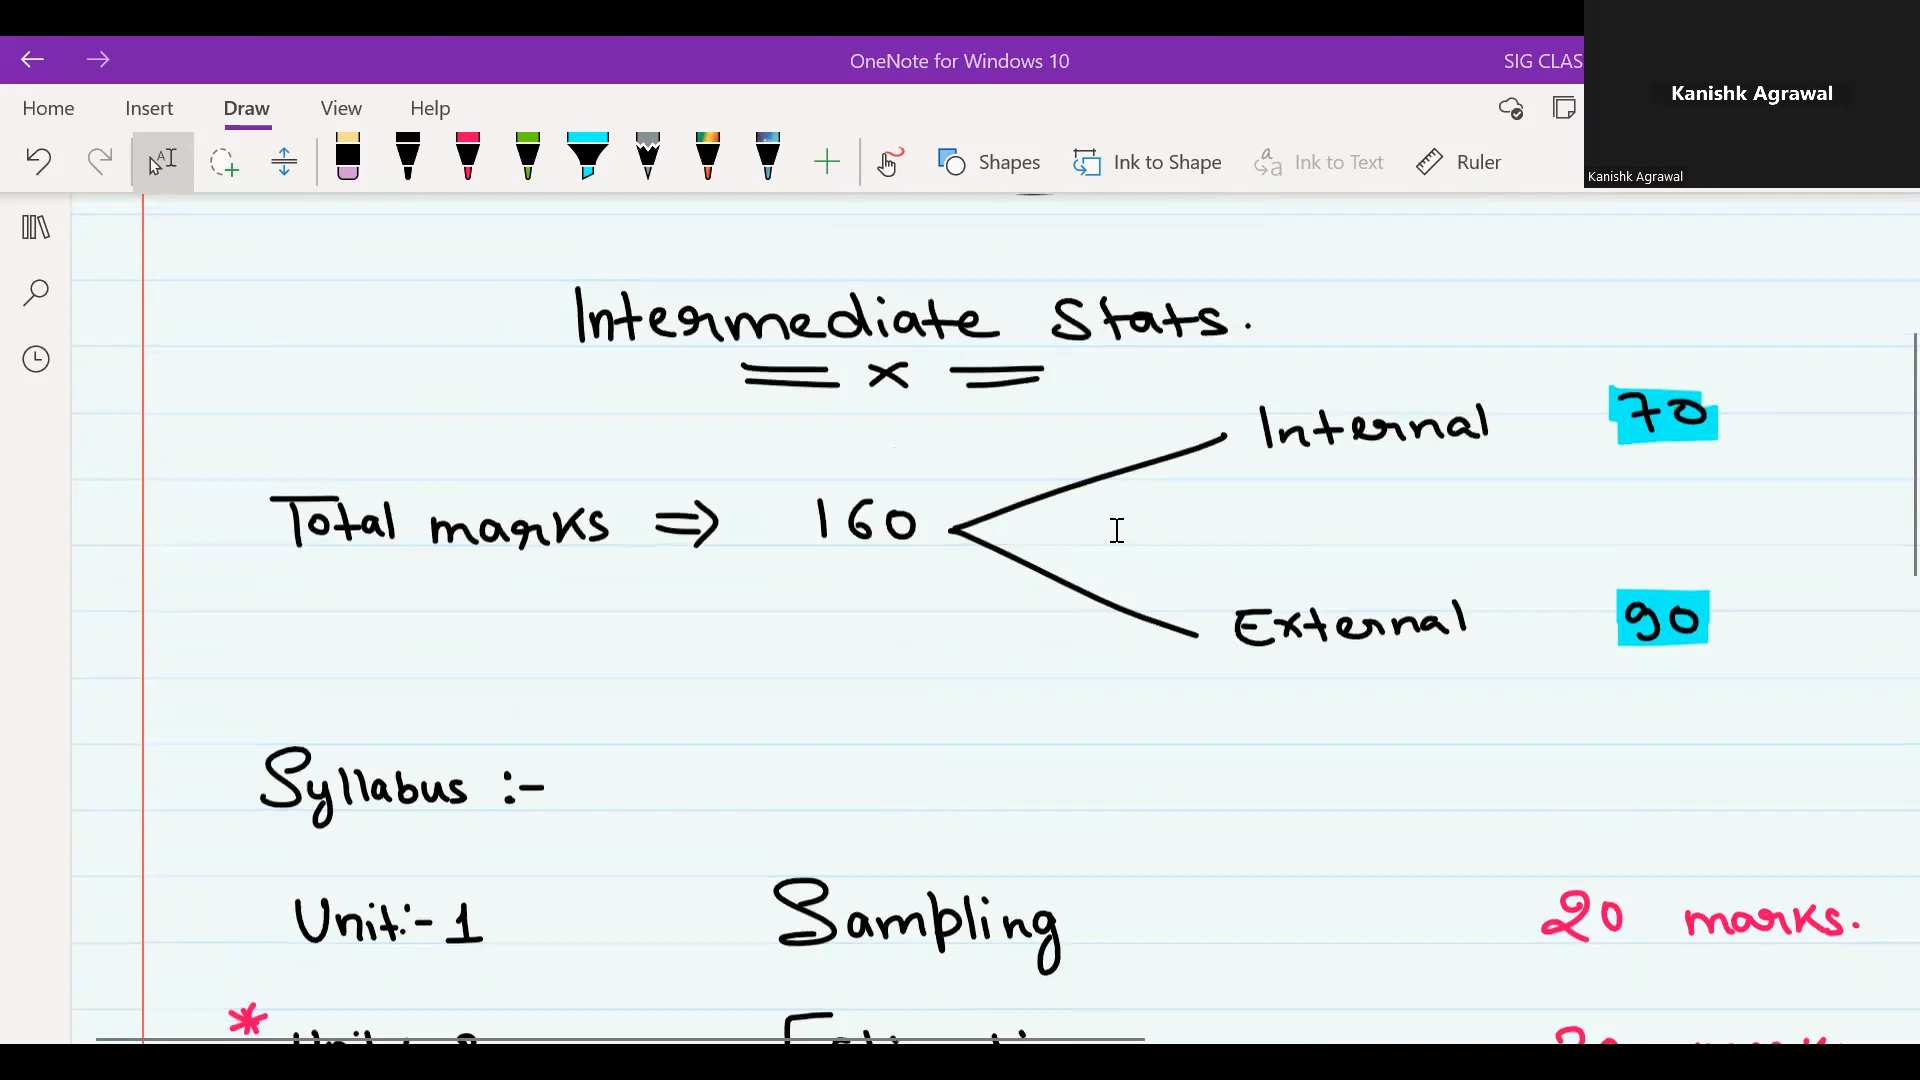 OneNote for Windows 10
SIG CLAS
Kanishk Agrawal
Home Insert Draw View Help
Shapes Ink to Shape Ink to Text Ruler
Kanishk Agrawal
Intermediate Stats.
x
Internal 70
Total marks ⇒ 160
External 90
Syllabus :-
Unit:- 1 Sampling 20 marks.
*